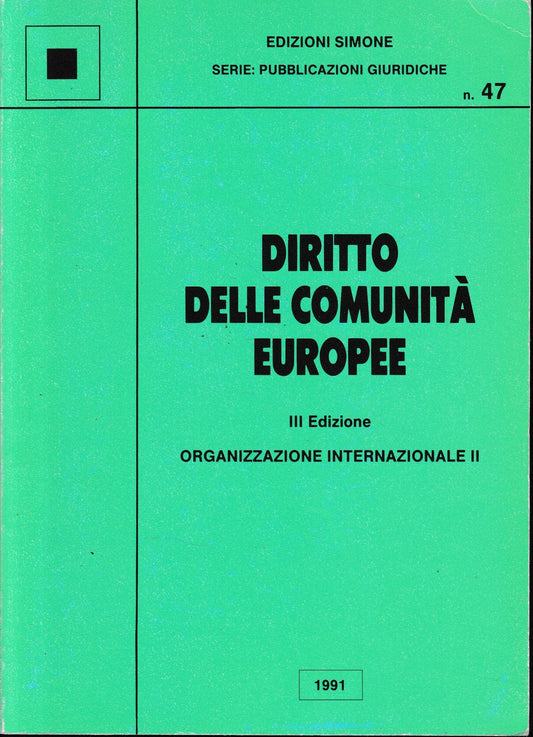 EDIZIONI SIMONE
SERIE: PUBBLICAZIONI GIURIDICHE
n. 47
DIRITTO
DELLE COMUNITÀ
EUROPEE
III Edizione
ORGANIZZAZIONE INTERNAZIONALE II
1991